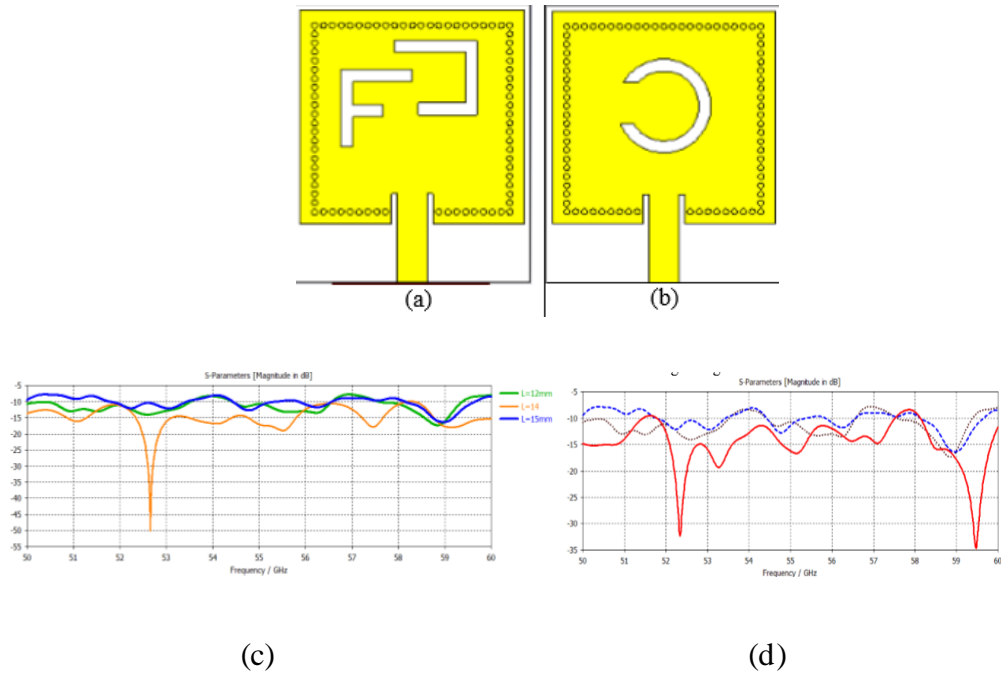 (a)
(b)
S-Parameters [Magnitude in dB]
-5
-10
-15
-20
-25
-30
-35
-40
-45
-50
-55
50 51 52 53 54 55 56 57 58 59 60
Frequency / GHz
L=12mm
L=14
L=15mm
S-Parameters [Magnitude in dB]
-5
-10
-15
-20
-25
-30
-35
50 51 52 53 54 55 56 57 58 59 60
Frequency / GHz
(c)
(d)